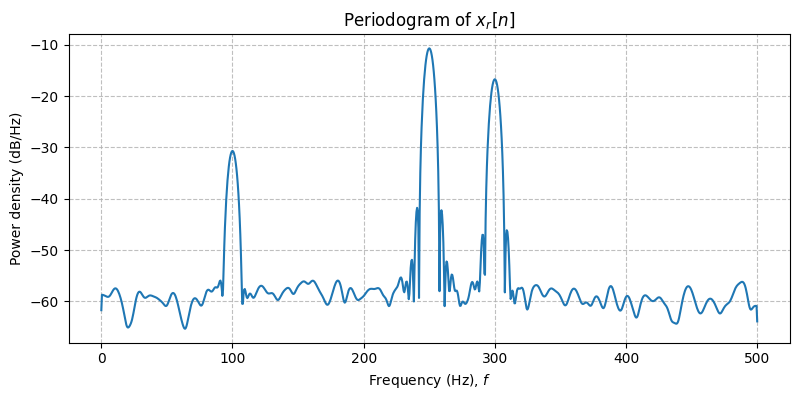 Periodogram of $x_r[n]$
Power density (dB/Hz)
−10
−20
−30
−40
−50
−60
0 100 200 300 400 500
Frequency (Hz), $f$